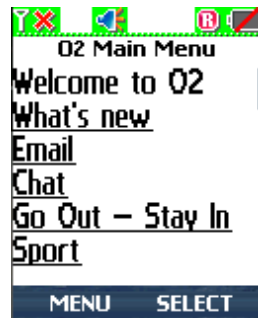 R
O2 Main Menu
Welcome to O2
What's new
Email
Chat
Go Out – Stay In
Sport
MENU SELECT